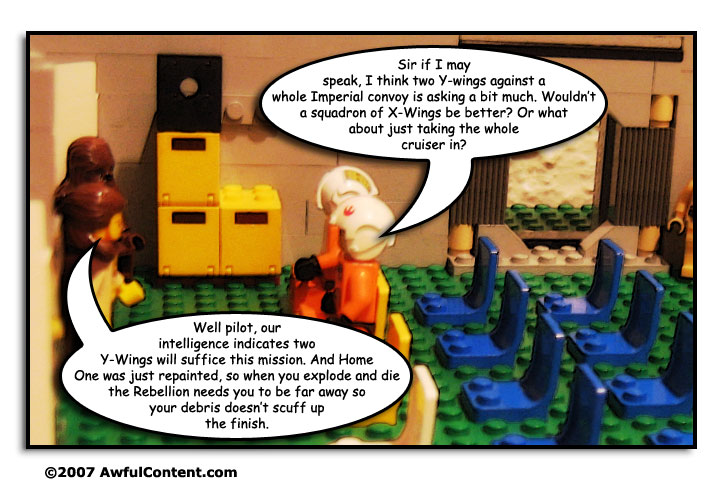 Sir if I may
speak, I think two Y-wings against a
whole Imperial convoy is asking a bit much. Wouldn't
a squadron of X-Wings be better? Or what
about just taking the whole
cruiser in?
Well pilot, our
intelligence indicates two
Y-Wings will suffice this mission. And Home
One was just repainted, so when you explode and die
the Rebellion needs you to be far away so
your debris doesn't scuff up
the finish.
©2007 AwfulContent.com